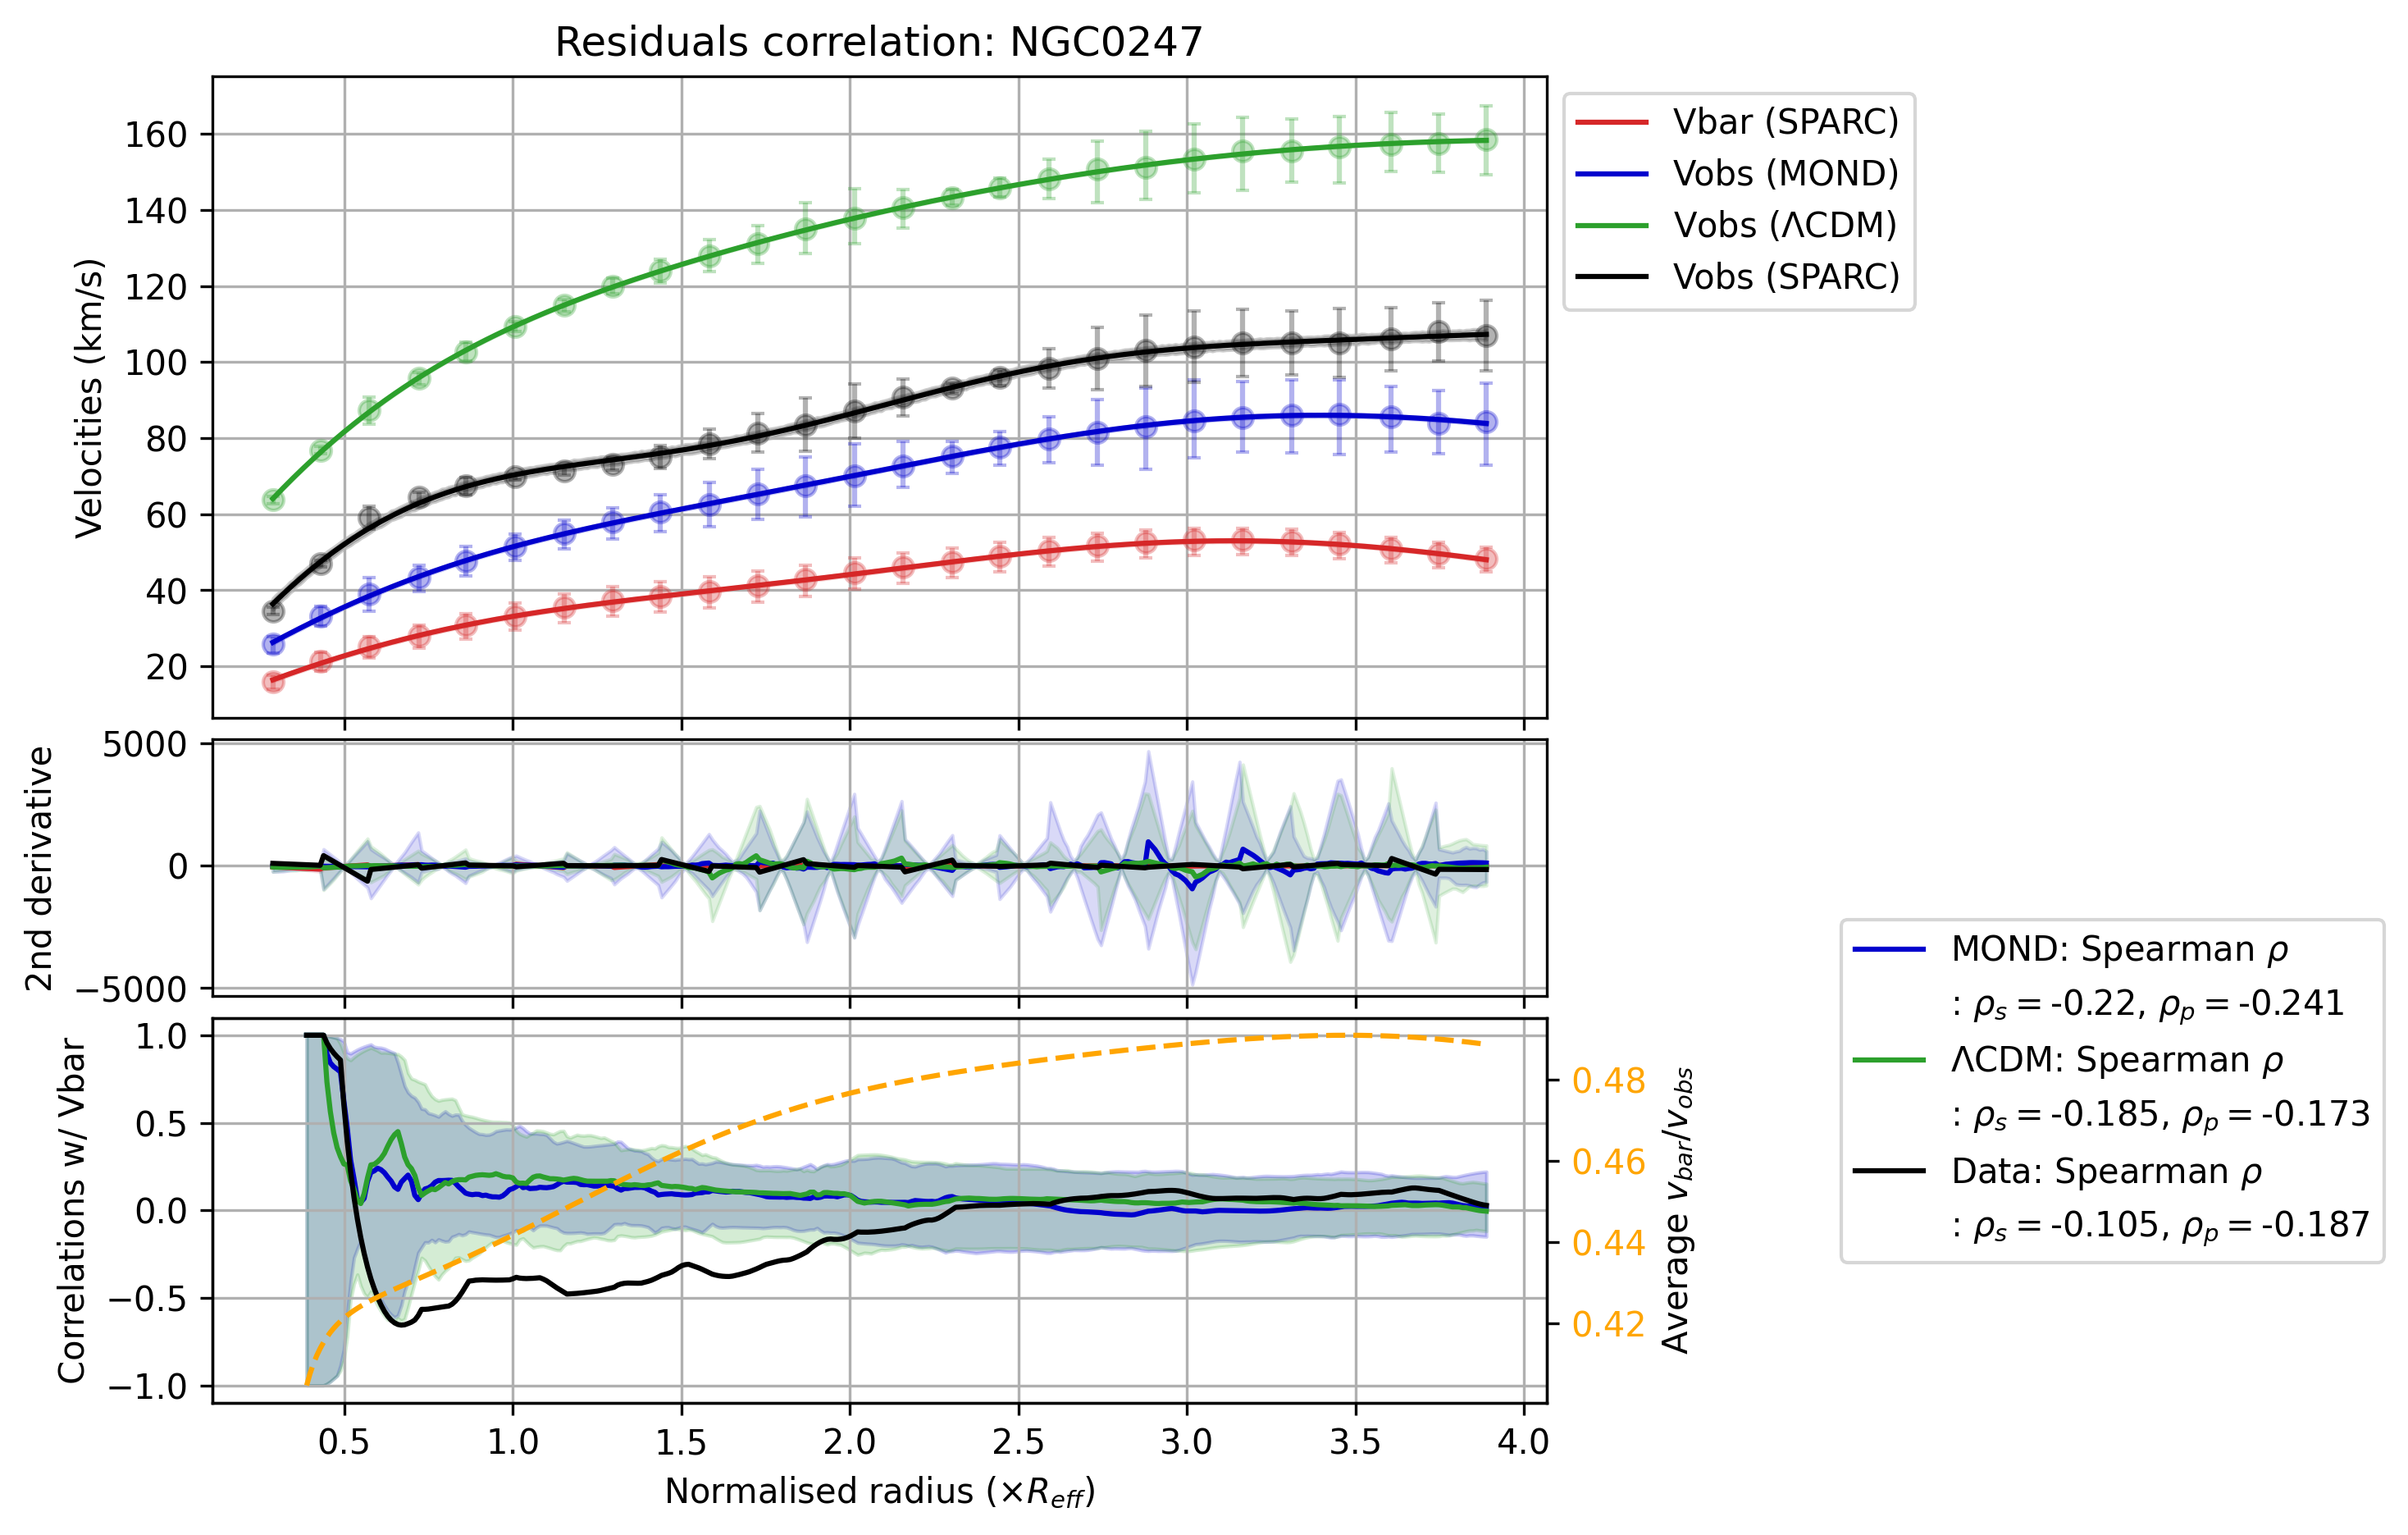 Residuals correlation: NGC0247
Velocities (km/s)
160
140
120
100
80
60
40
20
Vbar (SPARC)
Vobs (MOND)
Vobs (ΛCDM)
Vobs (SPARC)
2nd derivative
5000
0
−5000
Correlations w/ Vbar
1.0
0.5
0.0
−0.5
−1.0
0.48
0.46
0.44
0.42
Average v_bar/v_obs
MOND: Spearman ρ
: ρ_s = -0.22, ρ_p = -0.241
ΛCDM: Spearman ρ
: ρ_s = -0.185, ρ_p = -0.173
Data: Spearman ρ
: ρ_s = -0.105, ρ_p = -0.187
0.5 1.0 1.5 2.0 2.5 3.0 3.5 4.0
Normalised radius (×R_eff)